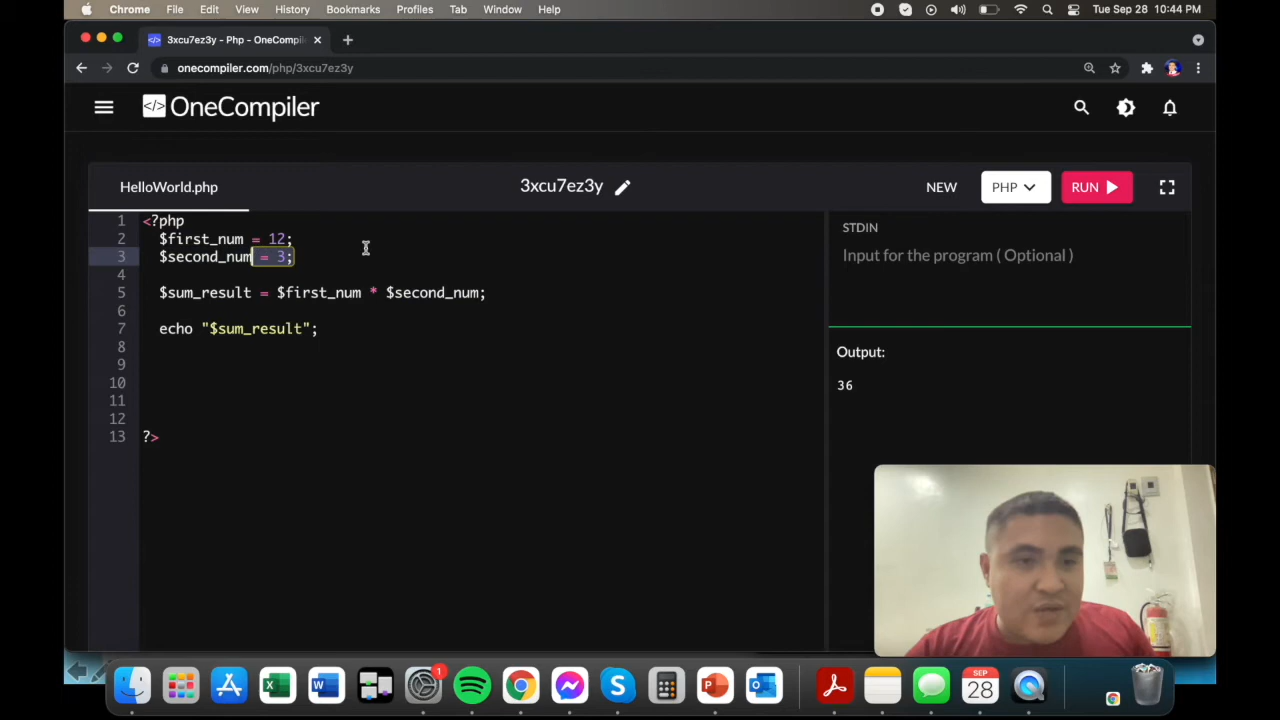 Chrome File Edit View History Bookmarks Profiles Tab Window Help Tue Sep 28 10:44 PM
3xcu7ez3y - Php - OneCompil
onecompiler.com/php/3xcu7ez3y
</> OneCompiler
HelloWorld.php 3xcu7ez3y NEW PHP RUN
1 <?php
2 $first_num = 12;
3 $second_num = 3;
4
5 $sum_result = $first_num * $second_num;
6
7 echo "$sum_result";
8
9
10
11
12
13 ?>
STDIN
Input for the program ( Optional )
Output:
36
1
SEP
28